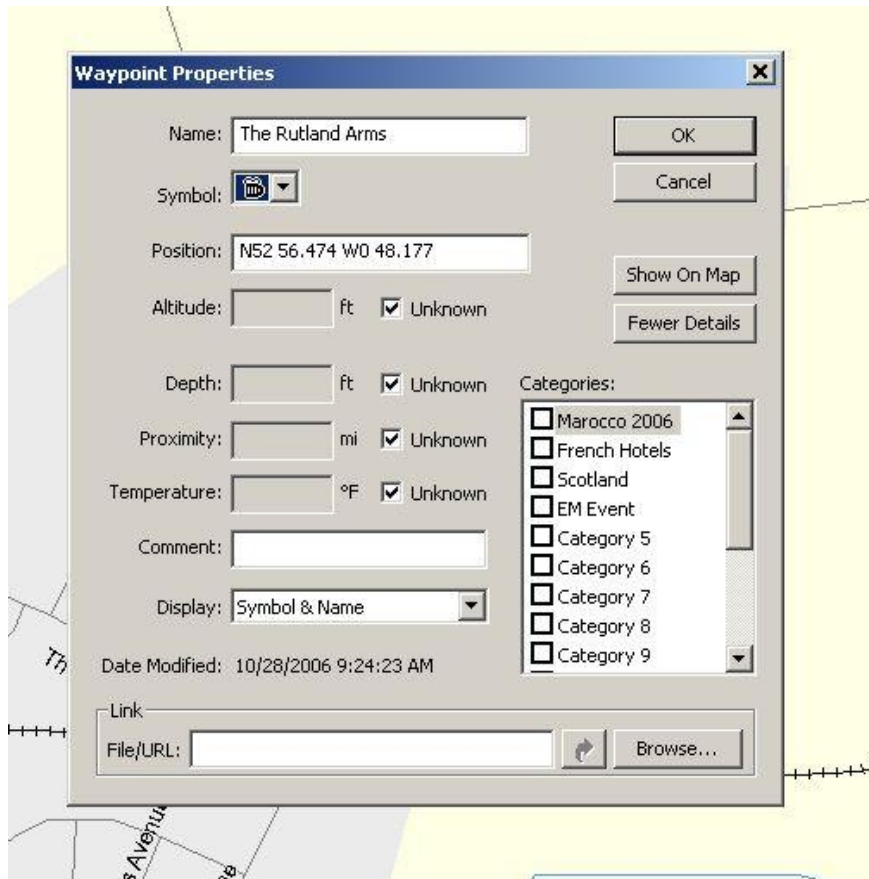 Waypoint Properties
Name: The Rutland Arms
OK
Symbol:
Cancel
Position: N52 56.474 W0 48.177
Show On Map
Altitude: ft Unknown
Fewer Details
Depth: ft Unknown
Categories:
Proximity: mi Unknown
Temperature: °F Unknown
Marocco 2006
French Hotels
Scotland
EM Event
Category 5
Category 6
Category 7
Category 8
Category 9
Comment:
Display: Symbol & Name
Date Modified: 10/28/2006 9:24:23 AM
Link
File/URL: Browse...
Th
s Avenu